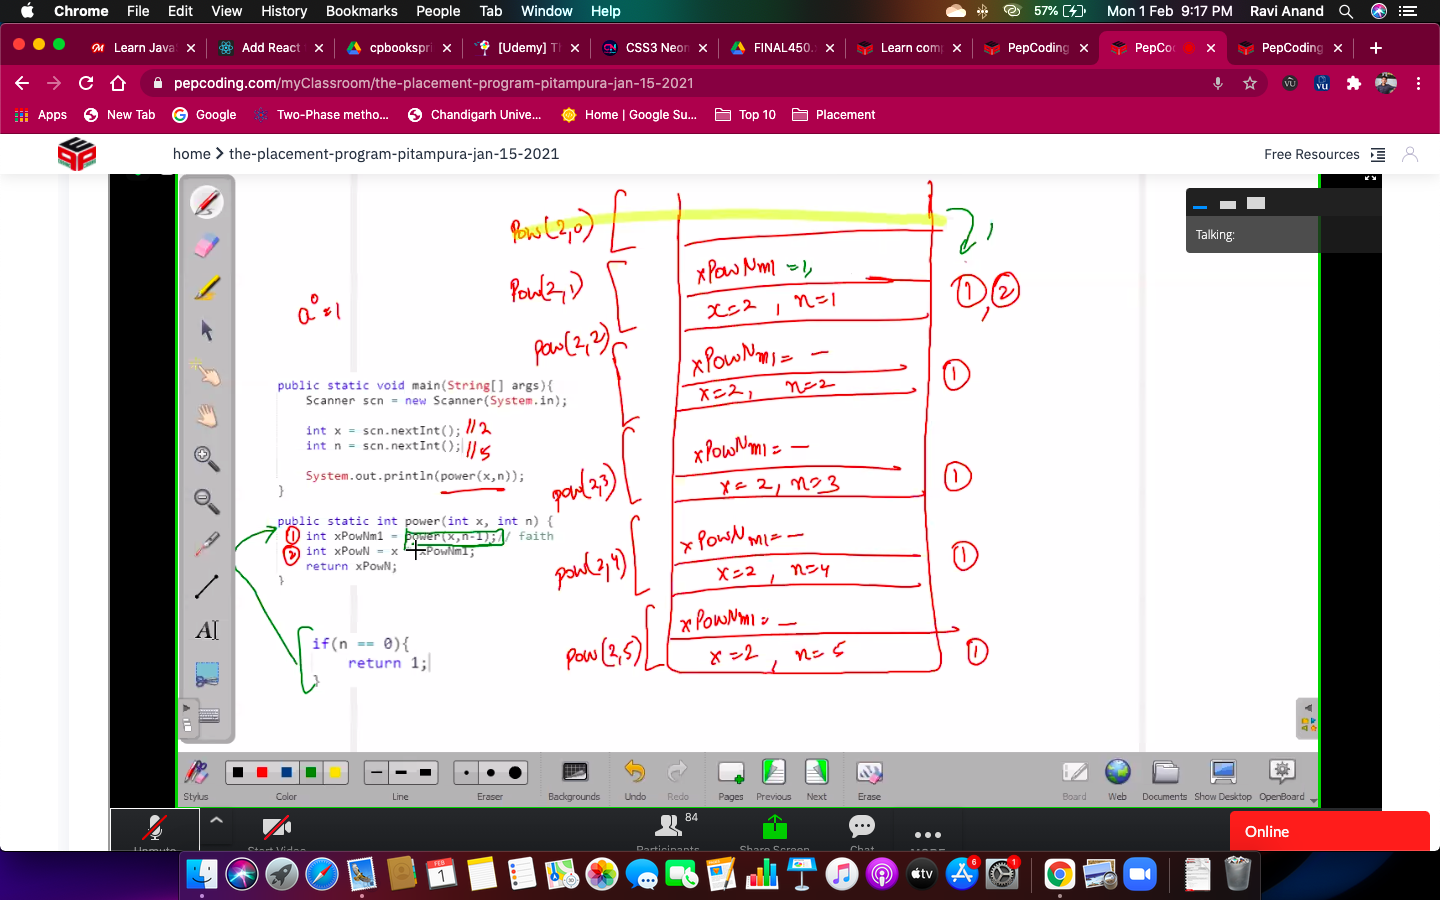 Chrome File Edit View History Bookmarks People Tab Window Help 57% Mon 1 Feb 9:17 PM Ravi Anand
Learn Java Add React cpbookspri [Udemy] Th CSS3 Neon FINAL450. Learn com PepCoding PepCo PepCoding
pepcoding.com/myClassroom/the-placement-program-pitampura-jan-15-2021
Apps New Tab Google Two-Phase metho... Chandigarh Unive... Home | Google Su... Top 10 Placement
home > the-placement-program-pitampura-jan-15-2021 Free Resources
Talking:
Pow(2,0) 1
xPowNm1 = 1,
Pow(2,1) x=2, n=1 1, 2
a⁰=1
pow(2,2) xPowNm1 = —
x=2, n=2 1
public static void main(String[] args){
Scanner scn = new Scanner(System.in);
int x = scn.nextInt(); //2
int n = scn.nextInt(); //5
System.out.println(power(x,n));
}
xPowNm1 = —
pow(2,3) x=2, n=3 1
public static int power(int x, int n) {
1 int xPowNm1 = power(x,n-1);// faith
2 int xPowN = x xPowNm1;
return xPowN;
}
xPowNm1 = —
pow(2,4) x=2, n=4 1
if(n == 0){
return 1;
}
xPowNm1 = —
pow(2,5) x=2, n=5 1
Stylus Color Line Eraser Backgrounds Undo Redo Pages Previous Next Erase Board Web Documents Show Desktop OpenBoard
84
Unmute Start Video Participants Share Screen Chat MORE
Online
FEB
1
tv
6
1